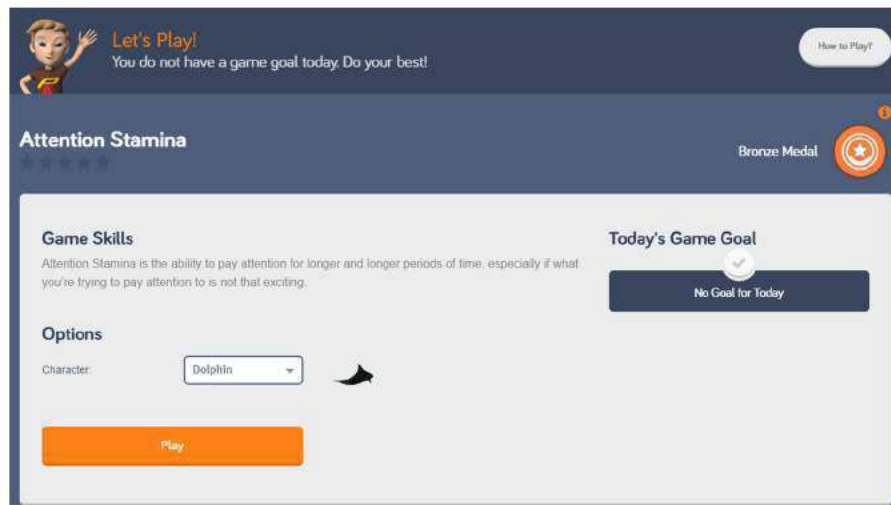 Let's Play!
You do not have a game goal today. Do your best!
How to Play?
Attention Stamina
Bronze Medal
Game Skills
Attention Stamina is the ability to pay attention for longer and longer periods of time, especially if what
you're trying to pay attention to is not that exciting.
Today's Game Goal
No Goal for Today
Options
Character:
Dolphin
Play